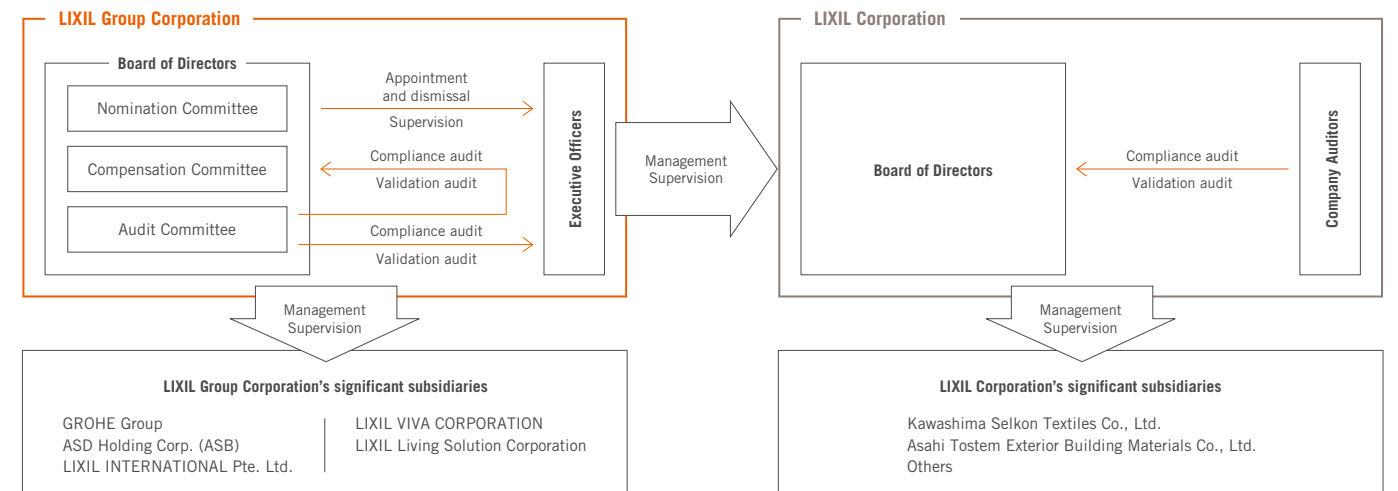 LIXIL Group Corporation
Board of Directors
Nomination Committee
Compensation Committee
Audit Committee
Appointment
and dismissal
Supervision
Compliance audit
Validation audit
Compliance audit
Validation audit
Executive Officers
Management
Supervision
LIXIL Corporation
Board of Directors
Compliance audit
Validation audit
Company Auditors
Management
Supervision
LIXIL Group Corporation’s significant subsidiaries
GROHE Group
ASD Holding Corp. (ASB)
LIXIL INTERNATIONAL Pte. Ltd.
LIXIL VIVA CORPORATION
LIXIL Living Solution Corporation
Management
Supervision
LIXIL Corporation’s significant subsidiaries
Kawashima Selkon Textiles Co., Ltd.
Asahi Tostem Exterior Building Materials Co., Ltd.
Others